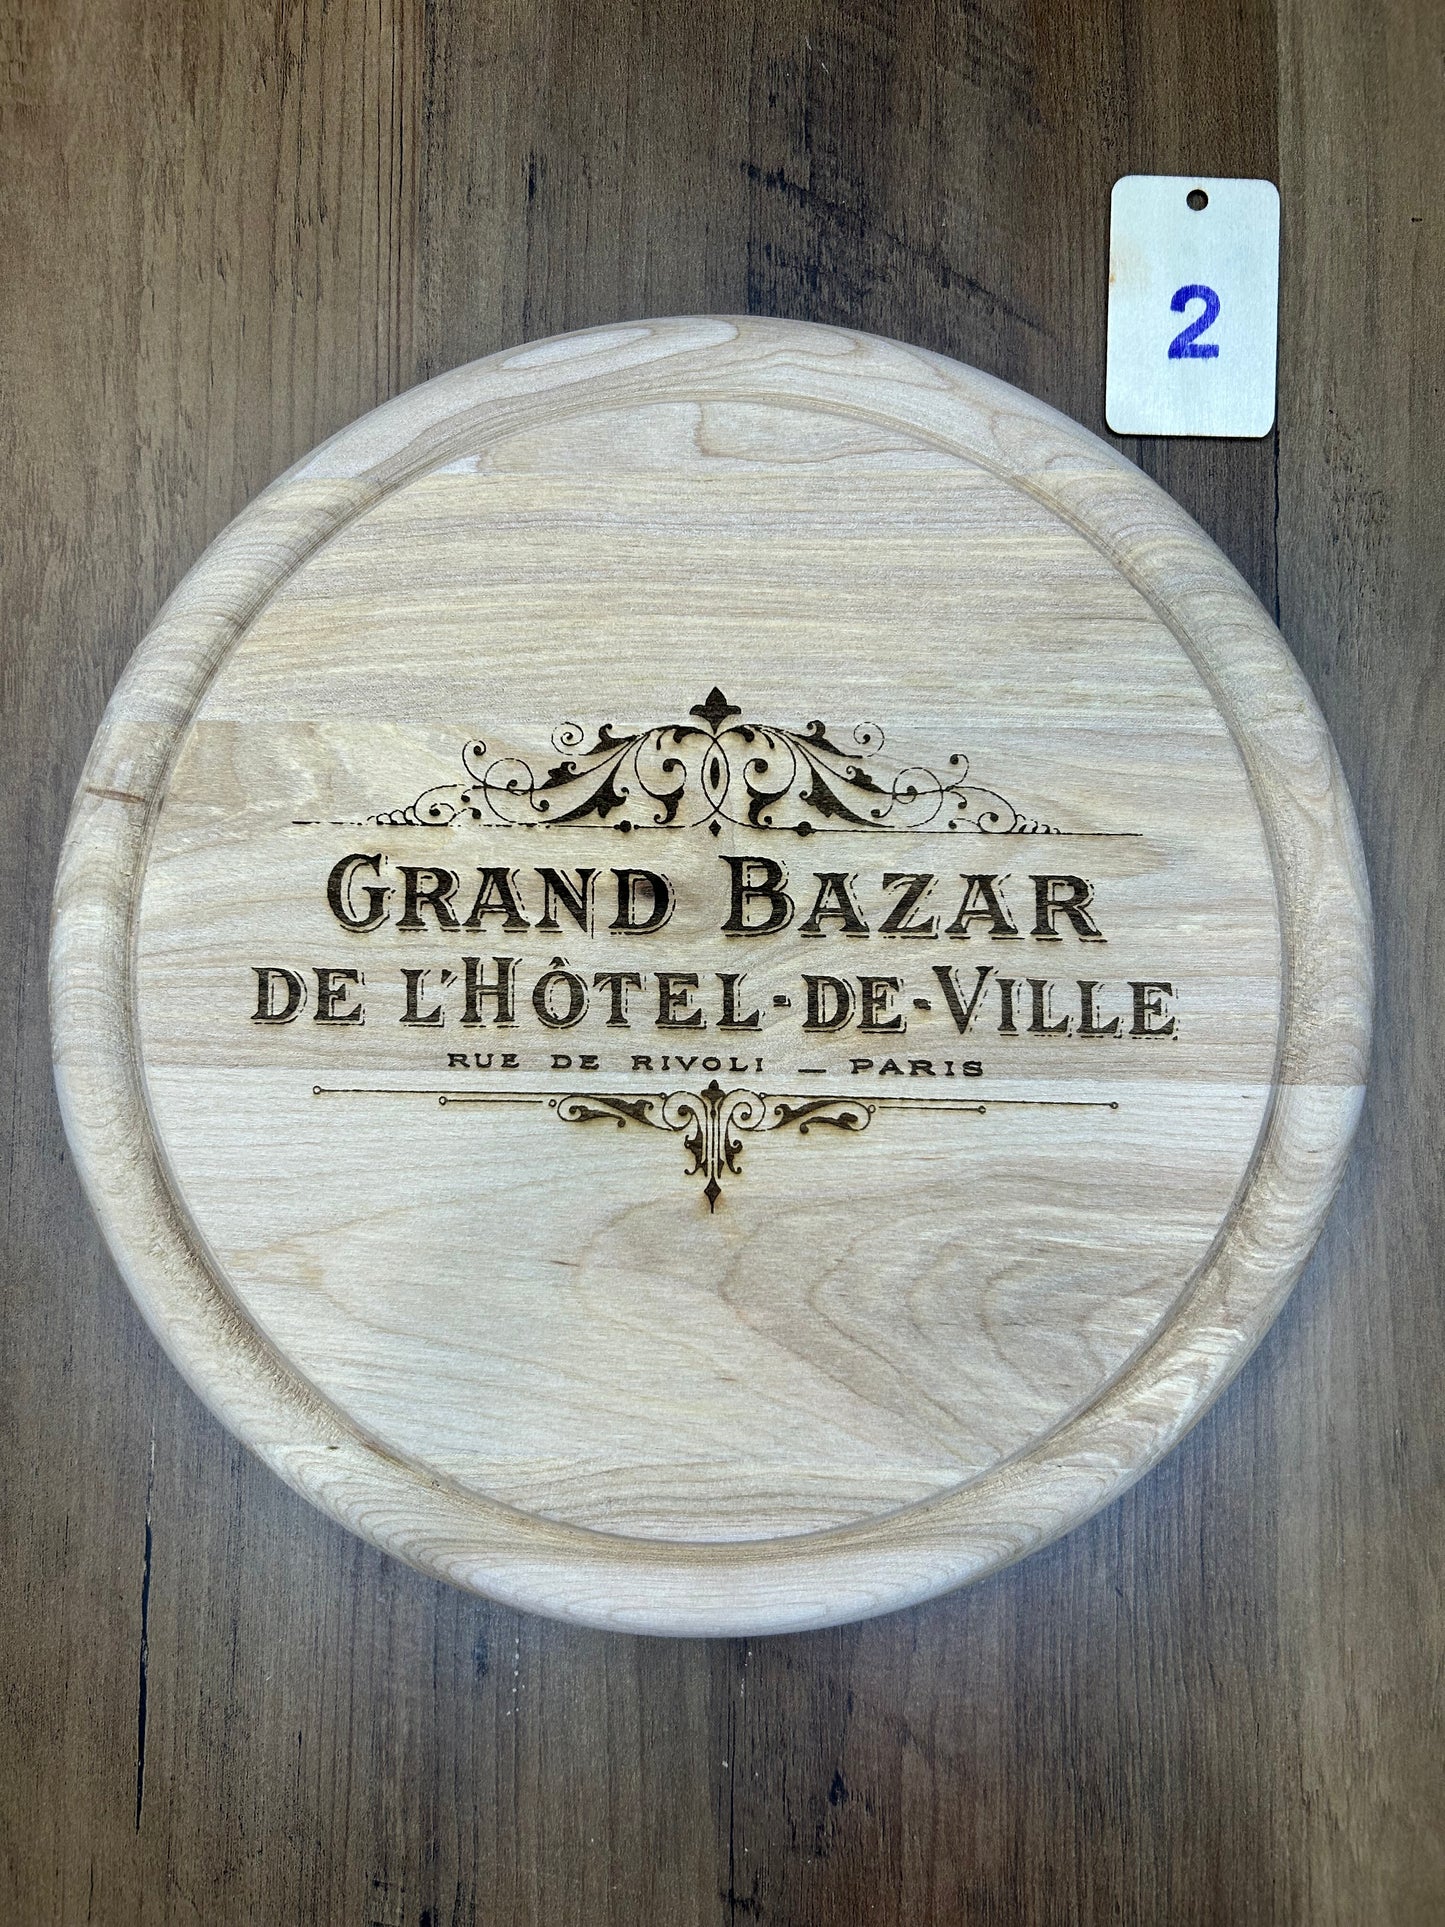 2
GRAND BAZAR
DE L'HÔTEL-DE-VILLE
RUE DE RIVOLI _ PARIS